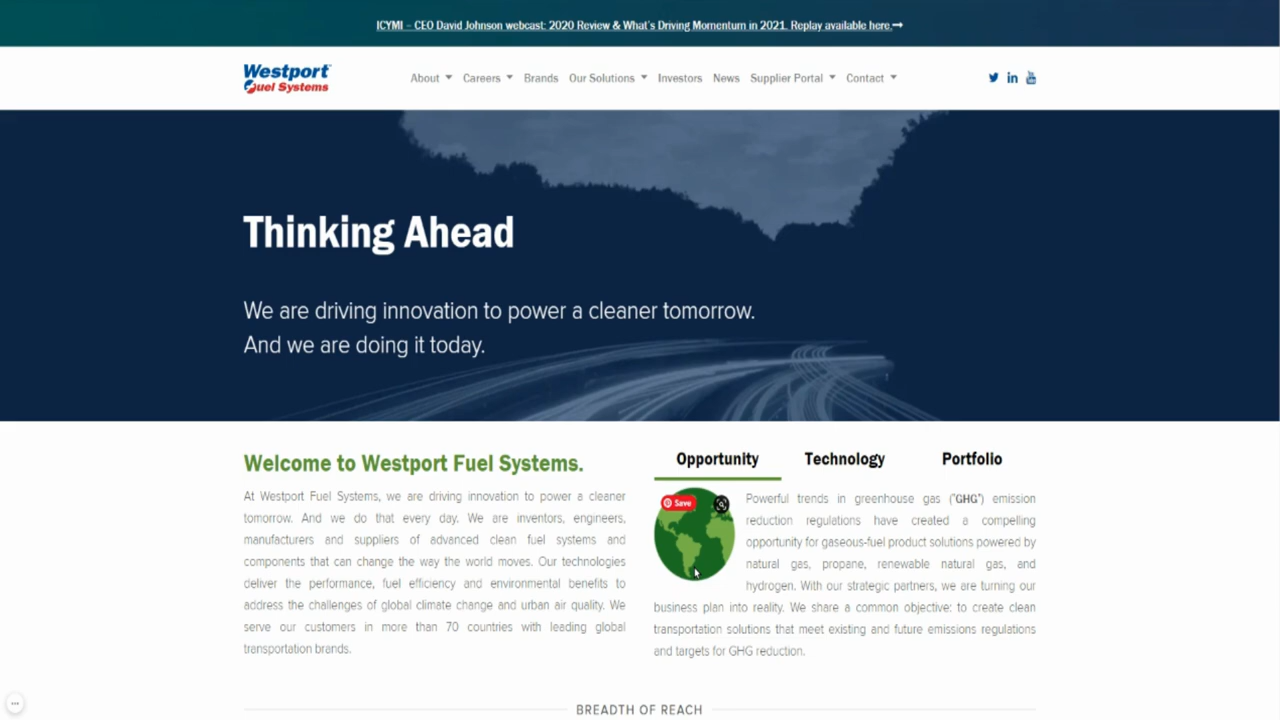 ICYMI – CEO David Johnson webcast: 2020 Review & What's Driving Momentum in 2021. Replay available here.→
Westport™
Fuel Systems
About Careers Brands Our Solutions Investors News Supplier Portal Contact
Thinking Ahead
We are driving innovation to power a cleaner tomorrow.
And we are doing it today.
Welcome to Westport Fuel Systems.
At Westport Fuel Systems, we are driving innovation to power a cleaner
tomorrow. And we do that every day. We are inventors, engineers,
manufacturers and suppliers of advanced clean fuel systems and
components that can change the way the world moves. Our technologies
deliver the performance, fuel efficiency and environmental benefits to
address the challenges of global climate change and urban air quality. We
serve our customers in more than 70 countries with leading global
transportation brands.
Opportunity Technology Portfolio
Save
Powerful trends in greenhouse gas ("GHG") emission
reduction regulations have created a compelling
opportunity for gaseous-fuel product solutions powered by
natural gas, propane, renewable natural gas, and
hydrogen. With our strategic partners, we are turning our
business plan into reality. We share a common objective: to create clean
transportation solutions that meet existing and future emissions regulations
and targets for GHG reduction.
BREADTH OF REACH